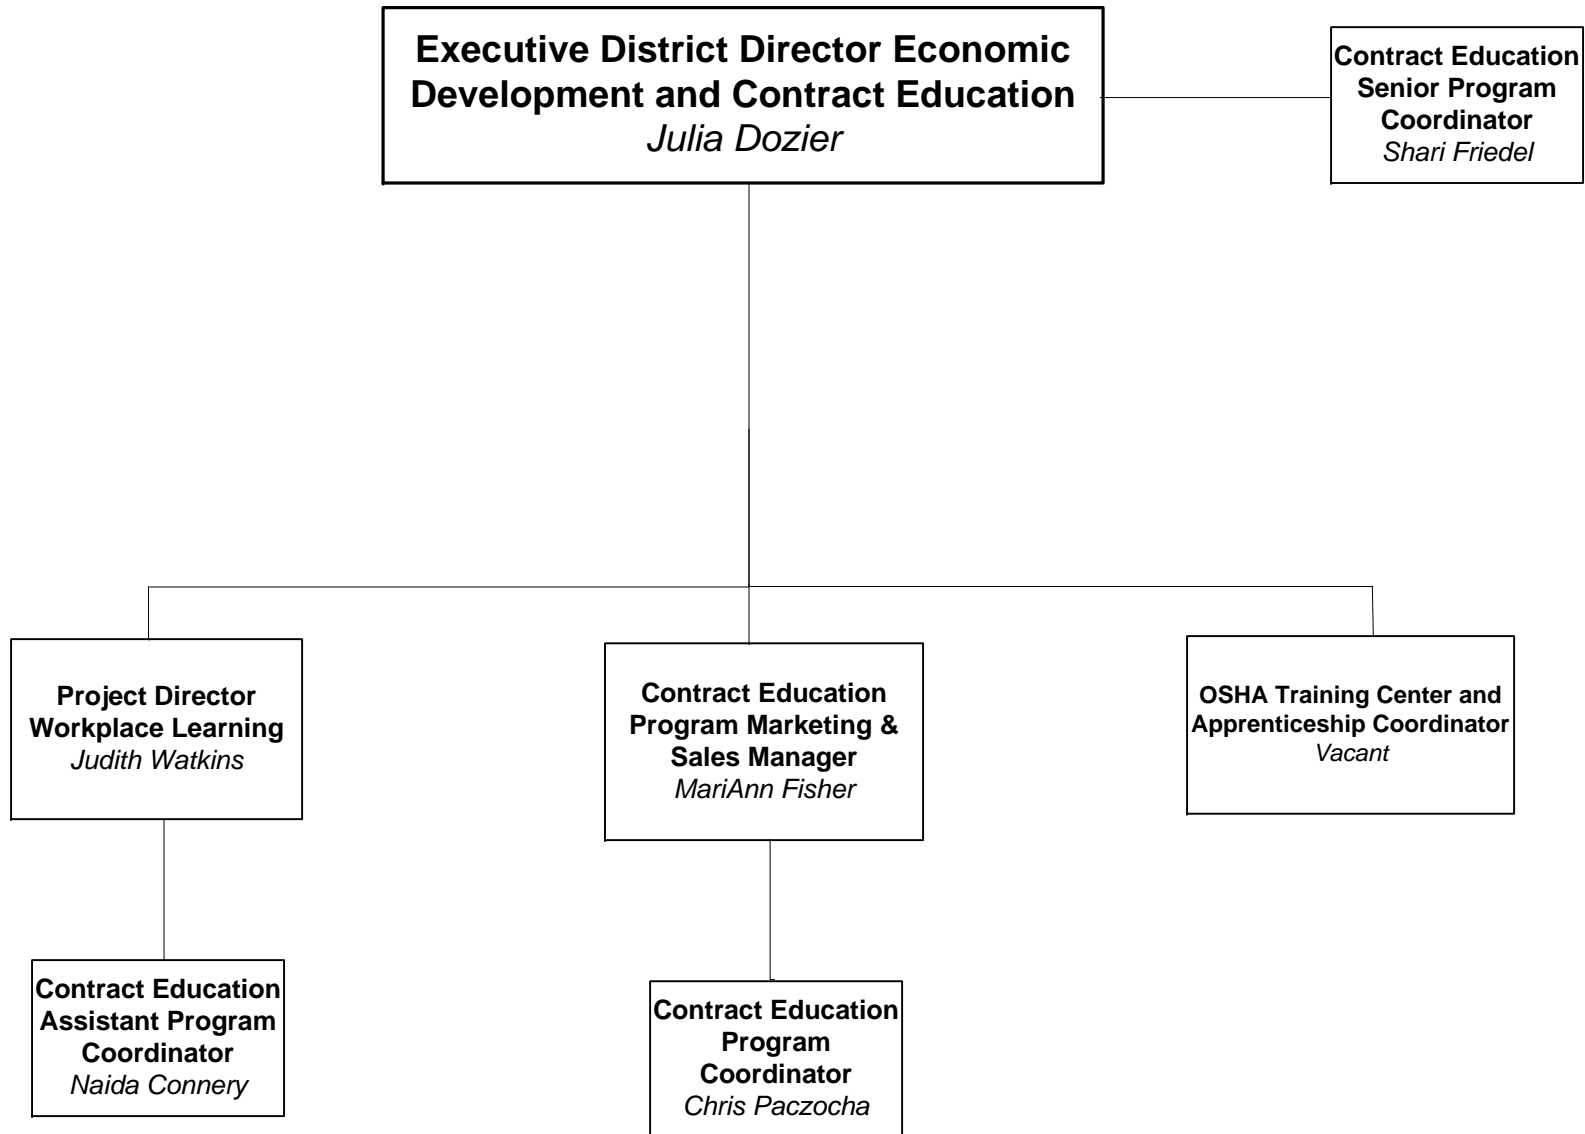 Executive District Director Economic
Development and Contract Education
Julia Dozier
Contract Education
Senior Program
Coordinator
Shari Friedel
Project Director
Workplace Learning
Judith Watkins
Contract Education
Program Marketing &
Sales Manager
MariAnn Fisher
OSHA Training Center and
Apprenticeship Coordinator
Vacant
Contract Education
Assistant Program
Coordinator
Naida Connery
Contract Education
Program
Coordinator
Chris Paczocha